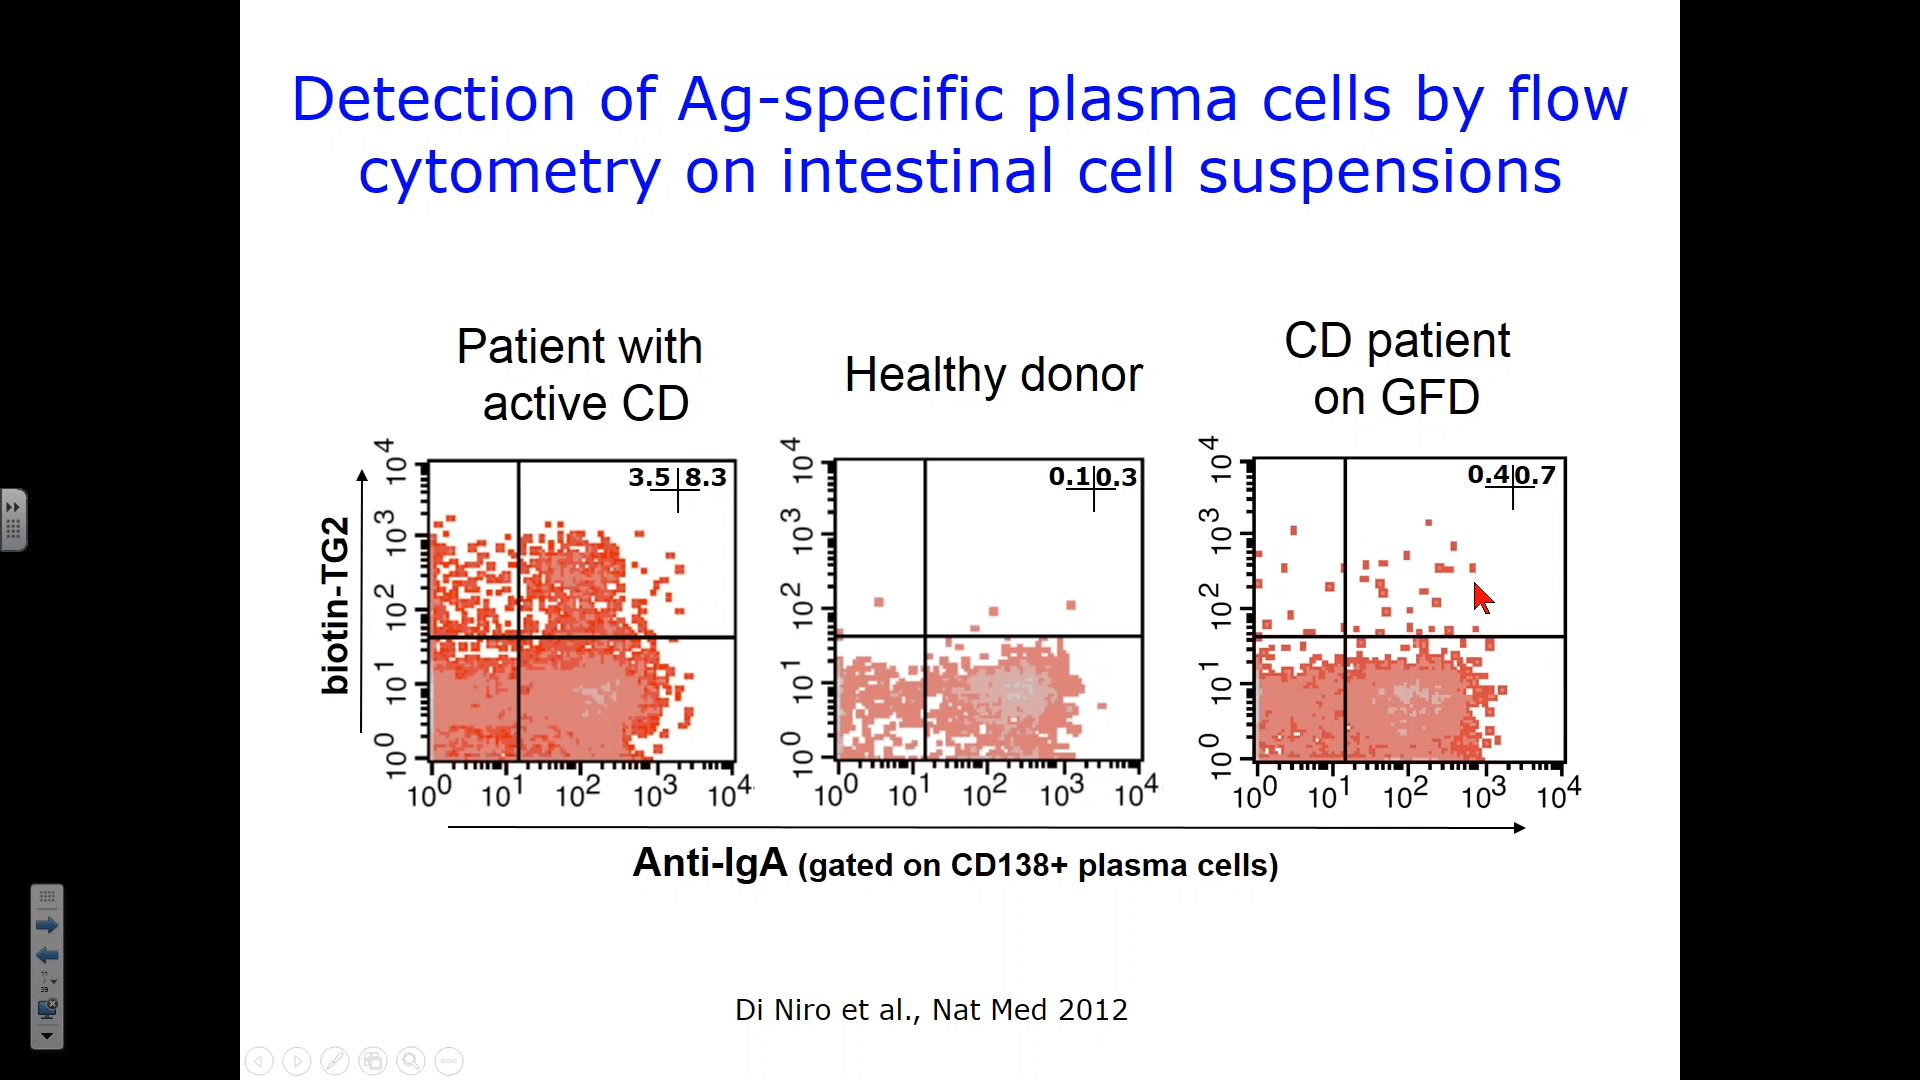 Detection of Ag-specific plasma cells by flow
cytometry on intestinal cell suspensions
Patient with
active CD
Healthy donor
CD patient
on GFD
biotin-TG2
10⁴
10³
10²
10¹
10⁰
3.5 8.3
10⁰ 10¹ 10² 10³ 10⁴
10⁴
10³
10²
10¹
10⁰
0.1 0.3
10⁰ 10¹ 10² 10³ 10⁴
10⁴
10³
10²
10¹
10⁰
0.4 0.7
10⁰ 10¹ 10² 10³ 10⁴
Anti-IgA (gated on CD138+ plasma cells)
Di Niro et al., Nat Med 2012
11
/
39